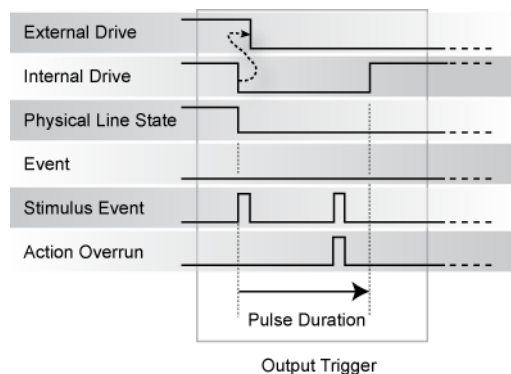 External Drive
Internal Drive
Physical Line State
Event
Stimulus Event
Action Overrun
Pulse Duration
Output Trigger